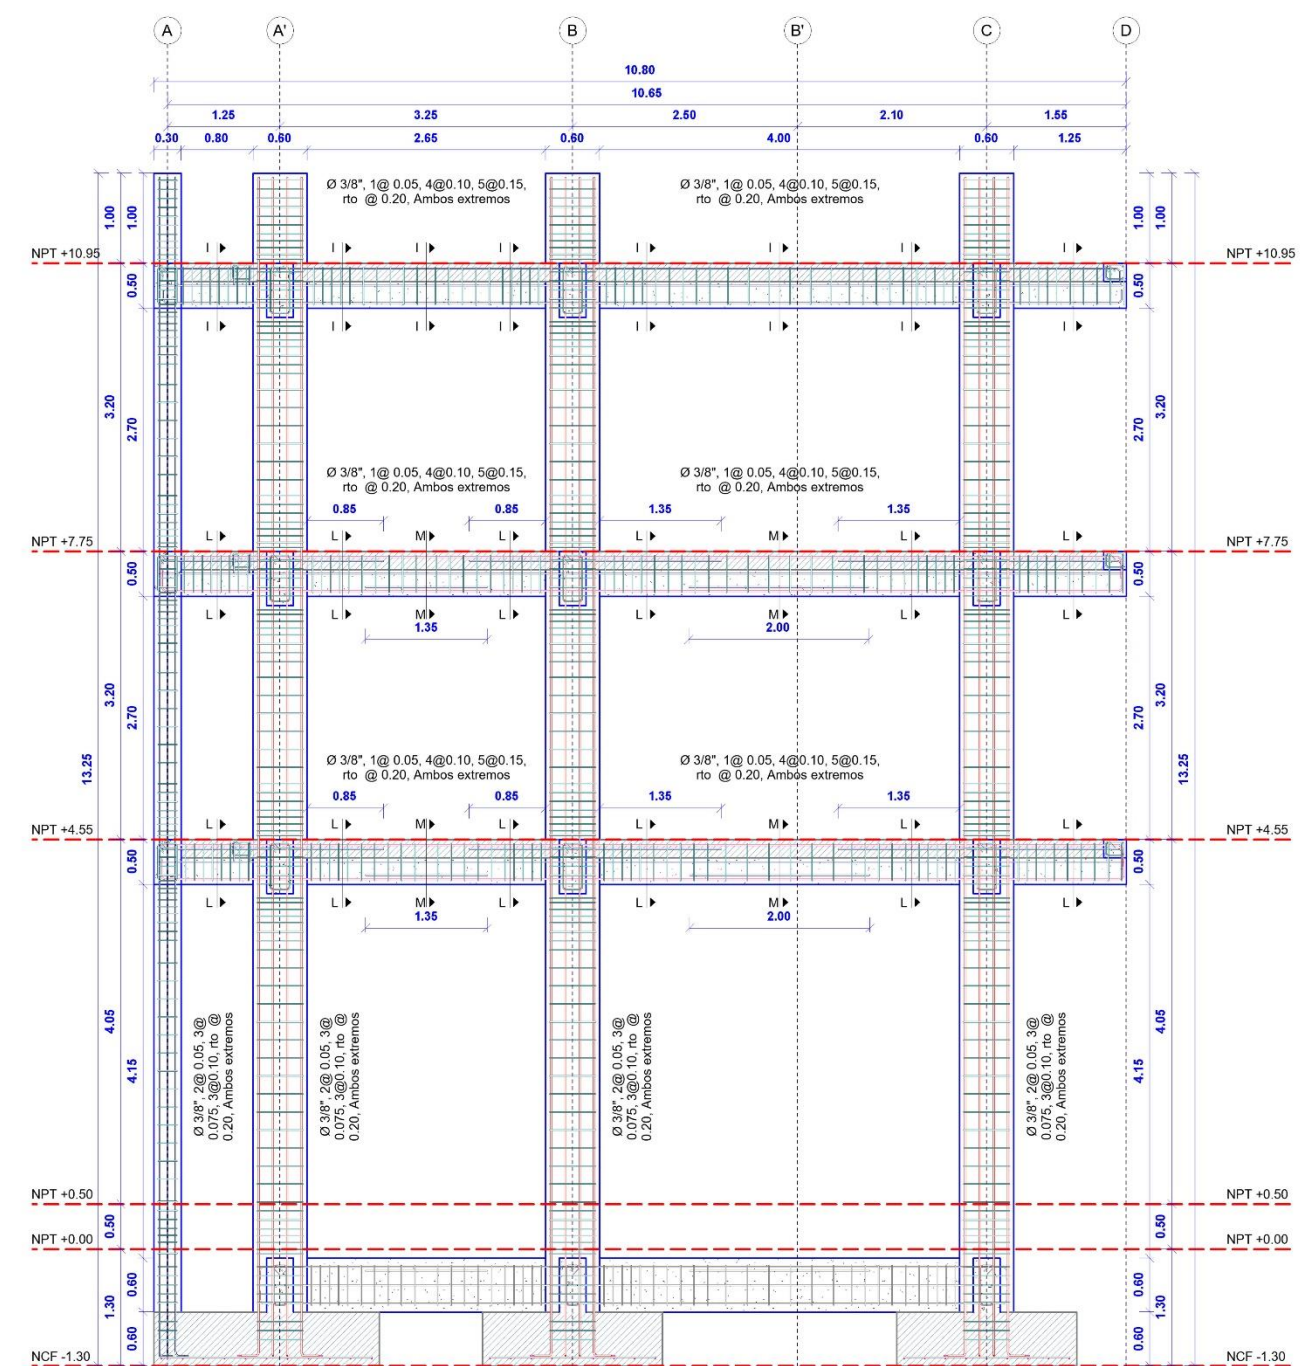 A A' B B' C D
10.80
10.65
1.25 3.25 2.50 2.10 1.55
0.30 0.80 0.60 2.65 0.60 4.00 0.60 1.25
Ø 3/8", 1@ 0.05, 4@0.10, 5@0.15, Ø 3/8", 1@ 0.05, 4@0.10, 5@0.15,
rto @ 0.20, Ambos extremos rto @ 0.20, Ambos extremos
1.00 1.00 1.00 1.00
I I I I I I I I
NPT +10.95 NPT +10.95
0.50 0.50
I I I I I I I I
3.20 2.70 2.70 3.20
Ø 3/8", 1@ 0.05, 4@0.10, 5@0.15, Ø 3/8", 1@ 0.05, 4@0.10, 5@0.15,
rto @ 0.20, Ambos extremos rto @ 0.20, Ambos extremos
0.85 0.85 1.35 1.35
L L M L L M L L
NPT +7.75 NPT +7.75
0.50 0.50
L L M L L M L L
1.35 2.00
3.20 2.70 2.70 3.20
13.25 13.25
Ø 3/8", 1@ 0.05, 4@0.10, 5@0.15, Ø 3/8", 1@ 0.05, 4@0.10, 5@0.15,
rto @ 0.20, Ambos extremos rto @ 0.20, Ambos extremos
0.85 0.85 1.35 1.35
L L M L L M L L
NPT +4.55 NPT +4.55
0.50 0.50
L L M L L M L L
1.35 2.00
4.05 4.15 4.15 4.05
Ø 3/8", 2@ 0.05, 3@
0.075, 3@0.10, rto @
0.20, Ambos extremos
Ø 3/8", 2@ 0.05, 3@
0.075, 3@0.10, rto @
0.20, Ambos extremos
Ø 3/8", 2@ 0.05, 3@
0.075, 3@0.10, rto @
0.20, Ambos extremos
Ø 3/8", 2@ 0.05, 3@
0.075, 3@0.10, rto @
0.20, Ambos extremos
NPT +0.50 NPT +0.50
0.50 0.50
NPT +0.00 NPT +0.00
0.60 0.60
1.30 1.30
0.60 0.60
NCF -1.30 NCF -1.30